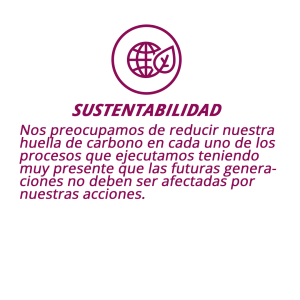 SUSTENTABILIDAD
Nos preocupamos de reducir nuestra
huella de carbono en cada uno de los
procesos que ejecutamos teniendo
muy presente que las futuras genera-
ciones no deben ser afectadas por
nuestras acciones.